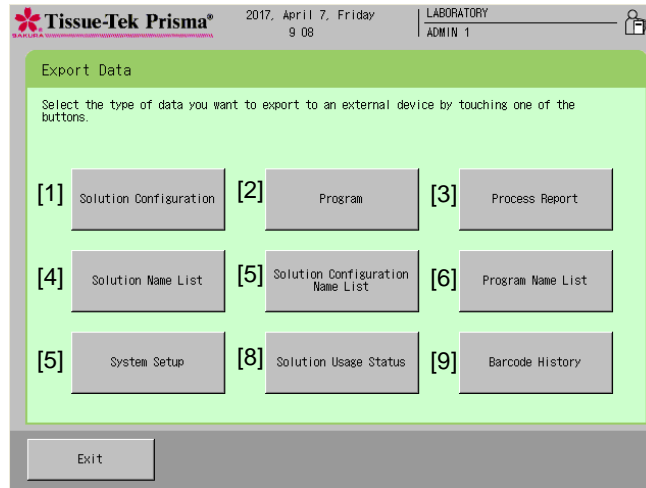 Tissue-Tek Prisma®
SAKURA
2017, April 7, Friday
9 08
LABORATORY
ADMIN 1
Export Data
Select the type of data you want to export to an external device by touching one of the
buttons.
[1] Solution Configuration
[2] Program
[3] Process Report
[4] Solution Name List
[5] Solution Configuration
Name List
[6] Program Name List
[5] System Setup
[8] Solution Usage Status
[9] Barcode History
Exit